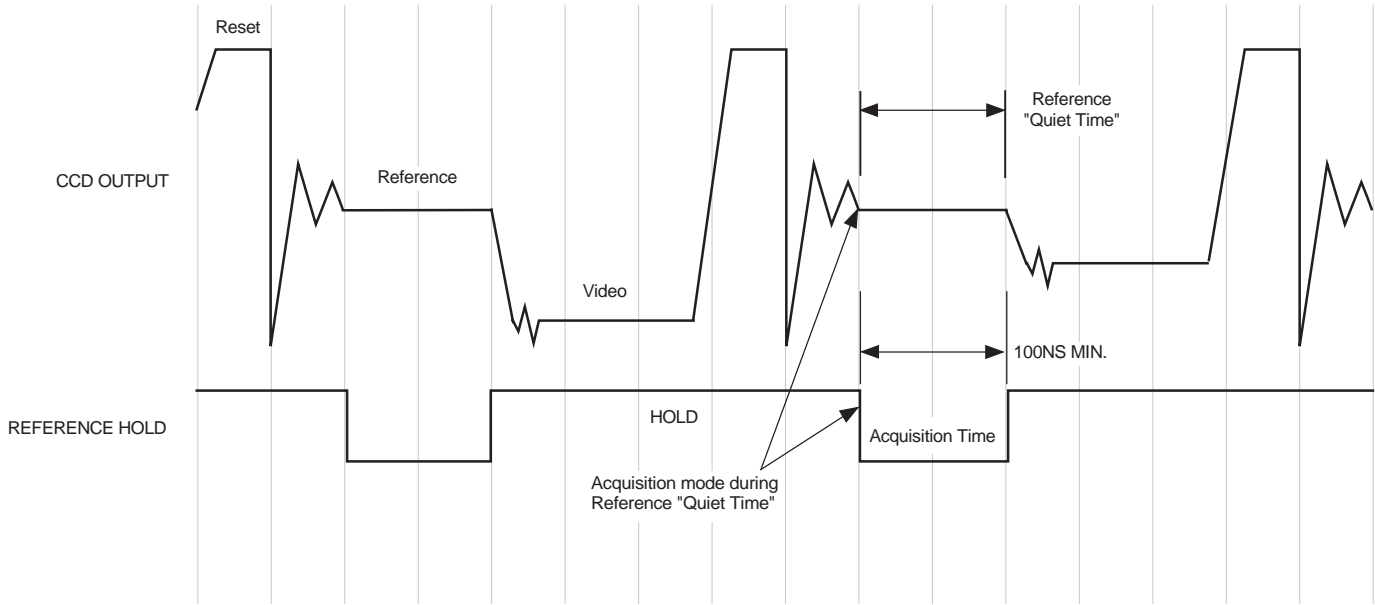 Reset
Reference
"Quiet Time"
CCD OUTPUT
Reference
Video
100NS MIN.
REFERENCE HOLD
HOLD
Acquisition Time
Acquisition mode during
Reference "Quiet Time"